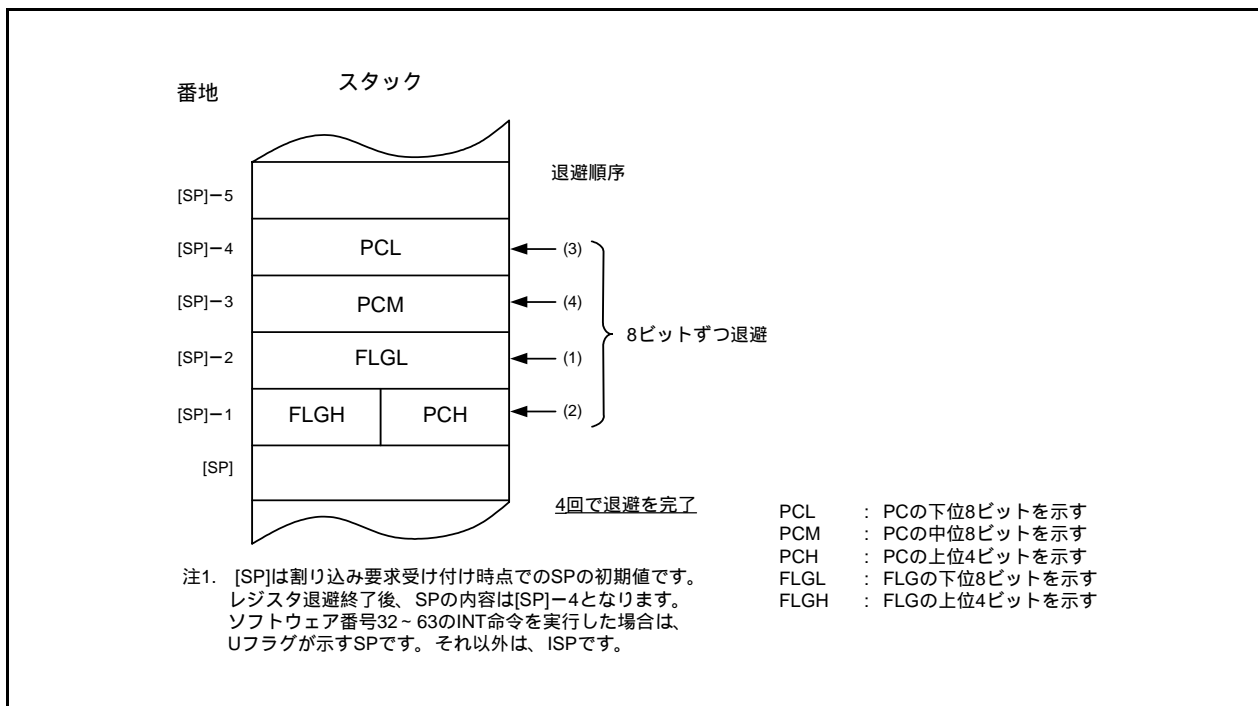 番地
スタック
退避順序
[SP]−5
[SP]−4 PCL (3)
[SP]−3 PCM (4)
8ビットずつ退避
[SP]−2 FLGL (1)
[SP]−1 FLGH PCH (2)
[SP]
4回で退避を完了
PCL : PCの下位8ビットを示す
PCM : PCの中位8ビットを示す
PCH : PCの上位4ビットを示す
FLGL : FLGの下位8ビットを示す
FLGH : FLGの上位4ビットを示す
注1. [SP]は割り込み要求受け付け時点でのSPの初期値です。
レジスタ退避終了後、SPの内容は[SP]−4となります。
ソフトウェア番号32~63のINT命令を実行した場合は、
Uフラグが示すSPです。それ以外は、ISPです。